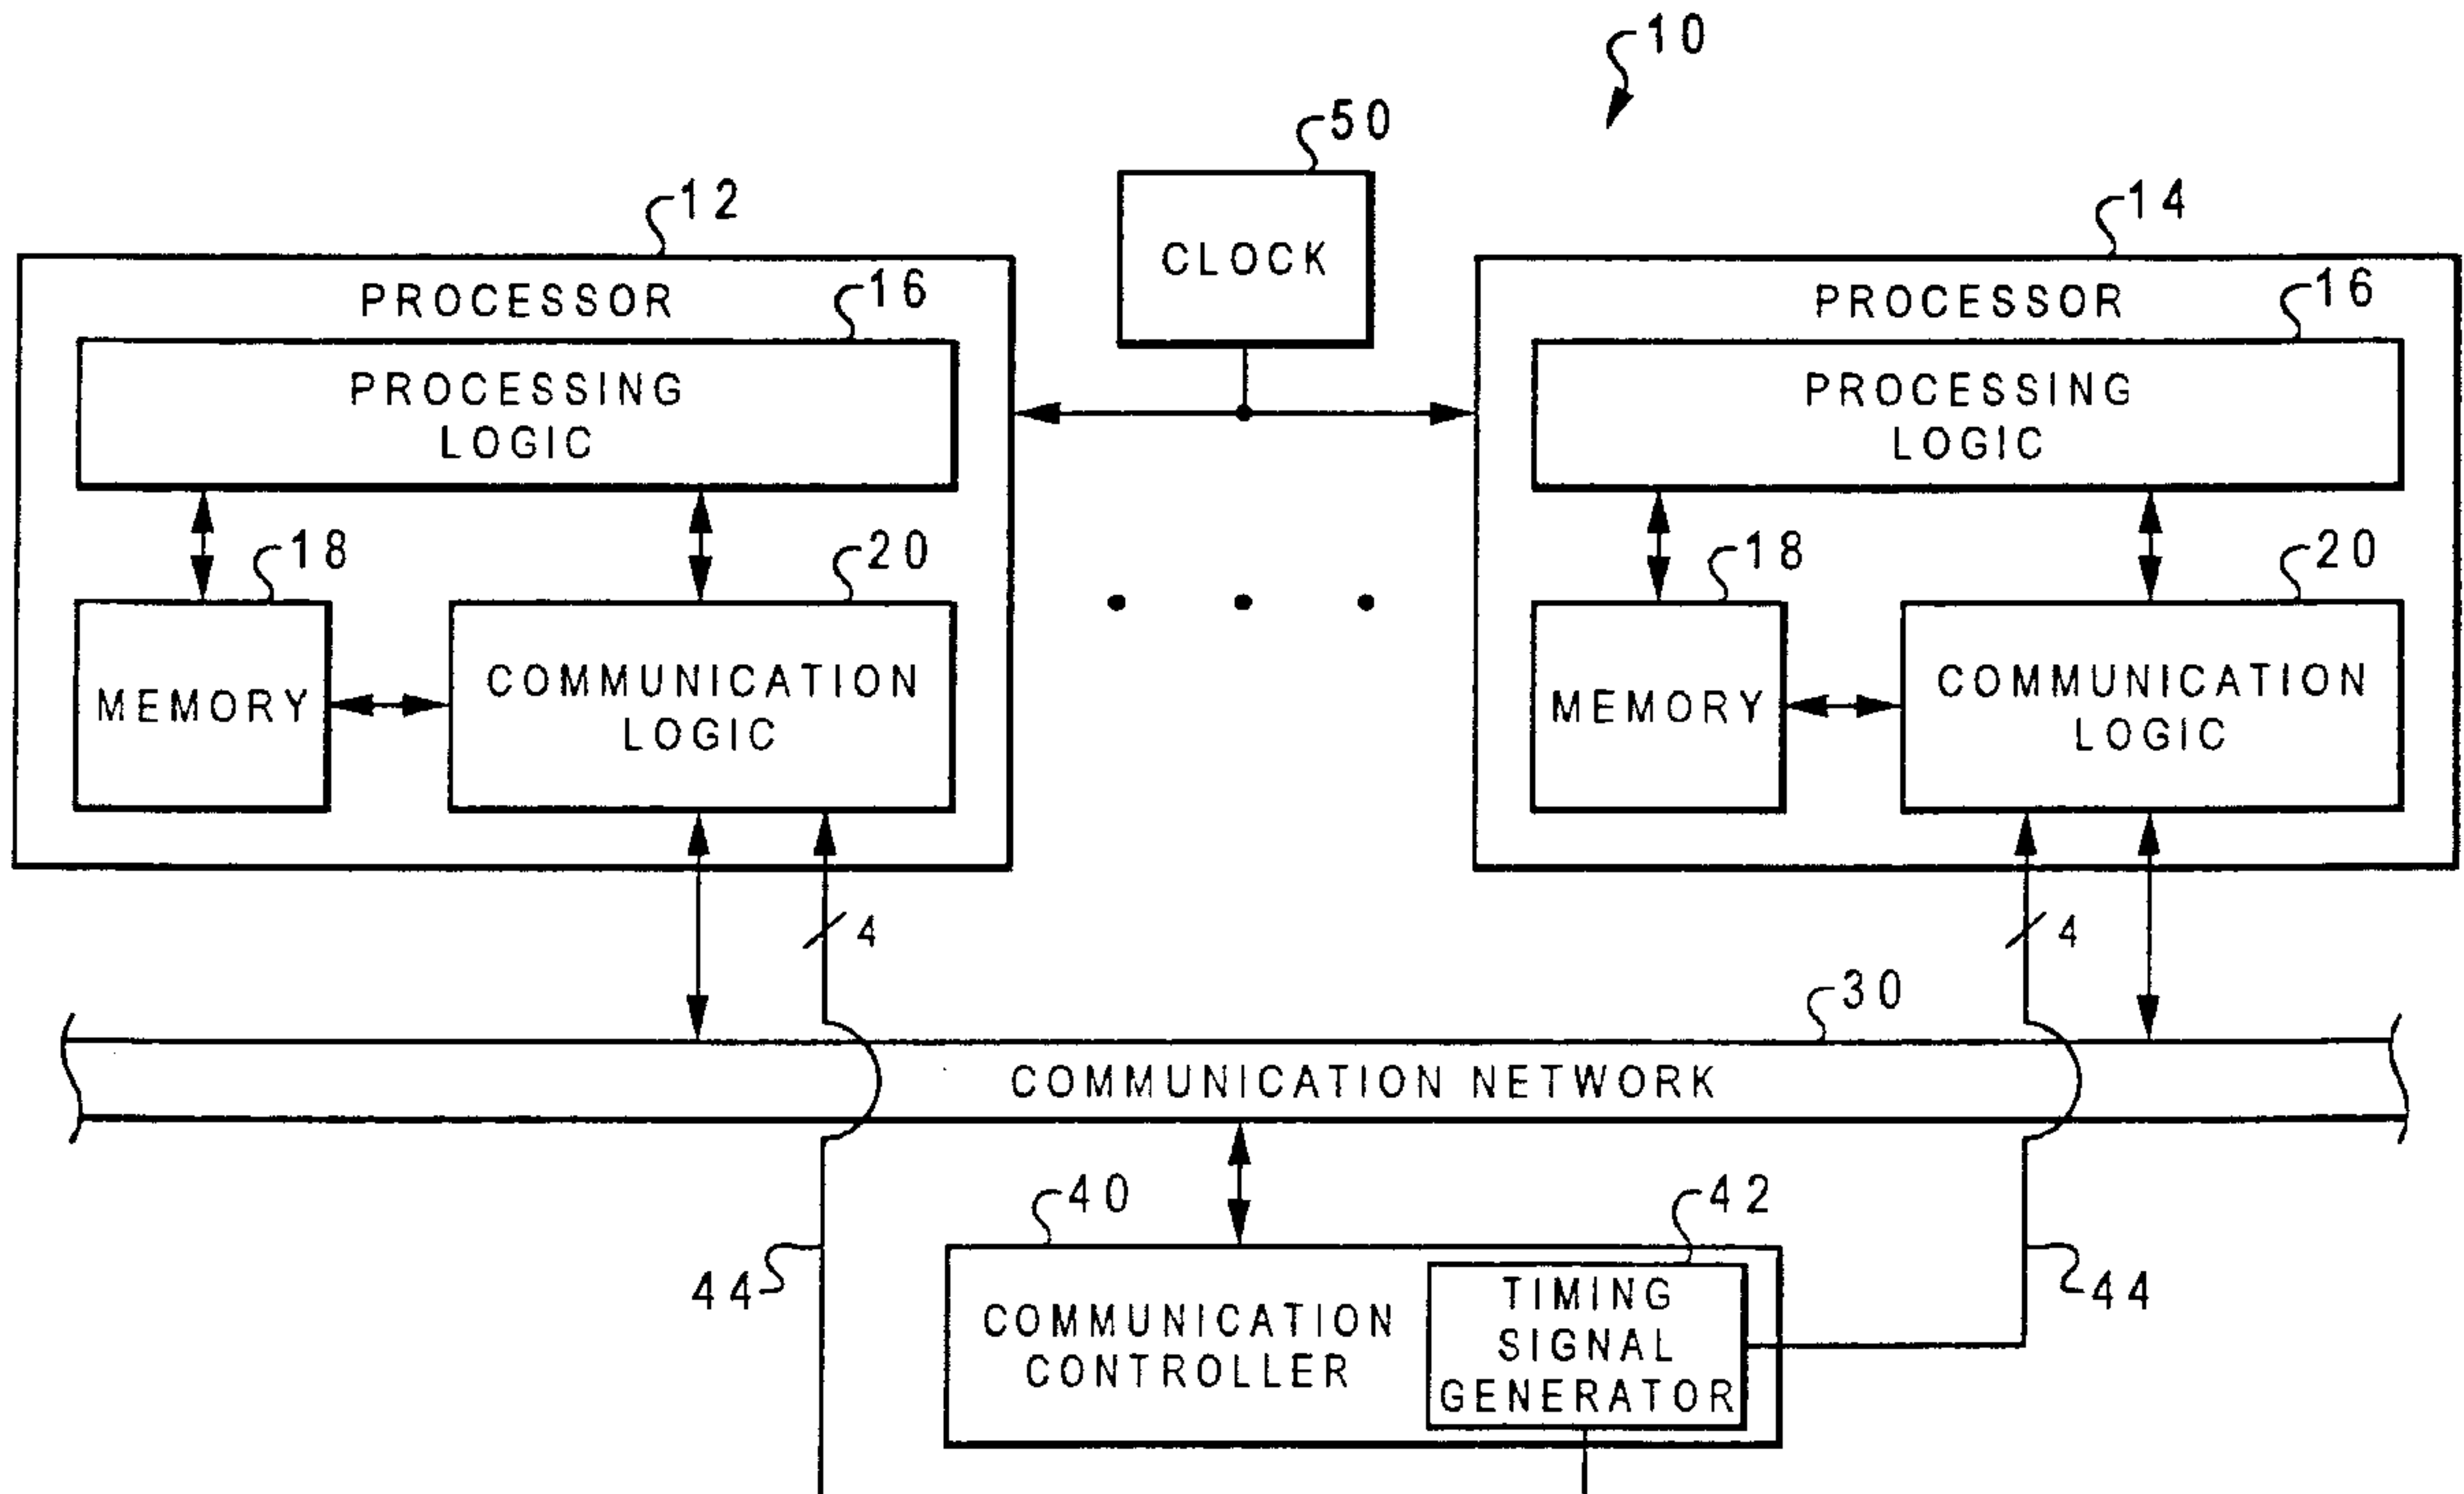 10
50
12
14
CLOCK
PROCESSOR
16
PROCESSOR
16
PROCESSING
LOGIC
PROCESSING
LOGIC
18
20
18
20
MEMORY
COMMUNICATION
LOGIC
MEMORY
COMMUNICATION
LOGIC
4
4
30
COMMUNICATION NETWORK
40
42
44
44
COMMUNICATION
CONTROLLER
TIMING
SIGNAL
GENERATOR